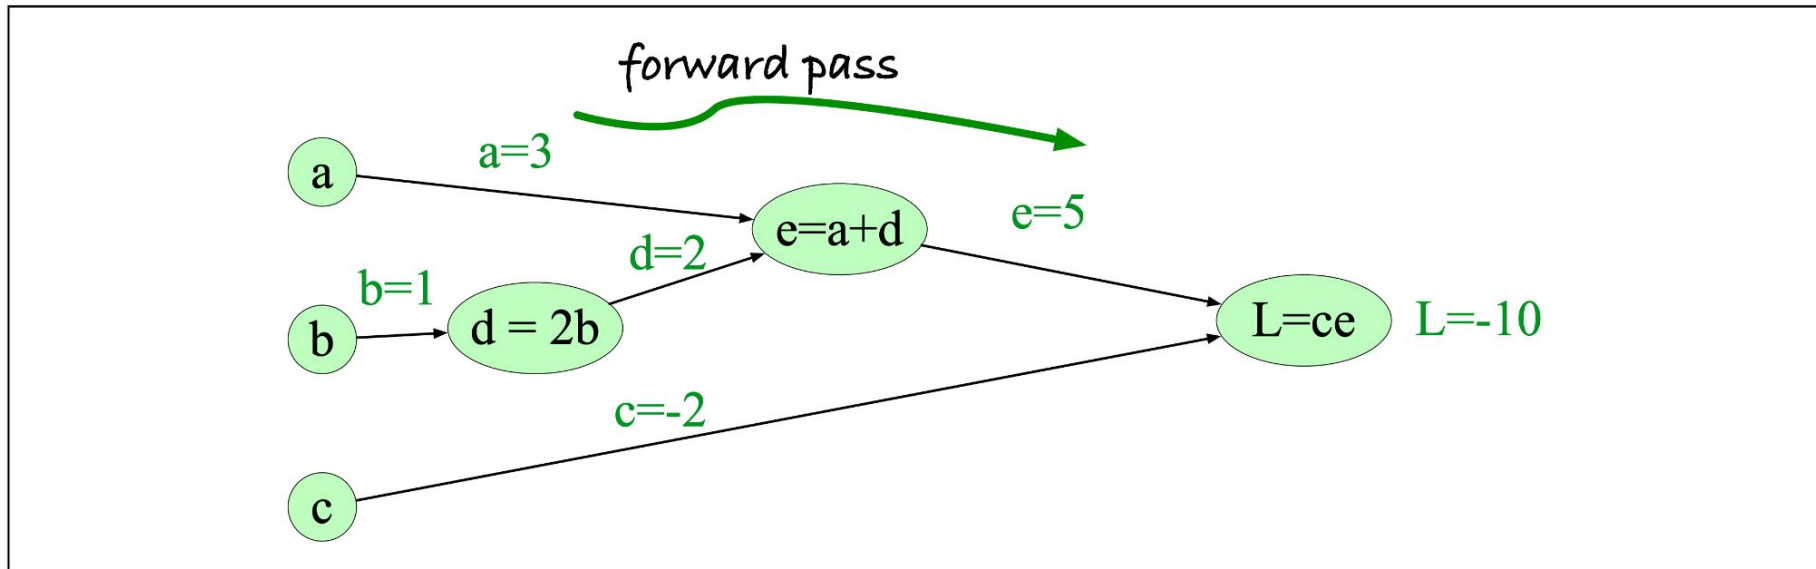 forward pass
a=3
a
e=a+d
e=5
d=2
b=1
b
d = 2b
L=ce
L=-10
c=-2
c